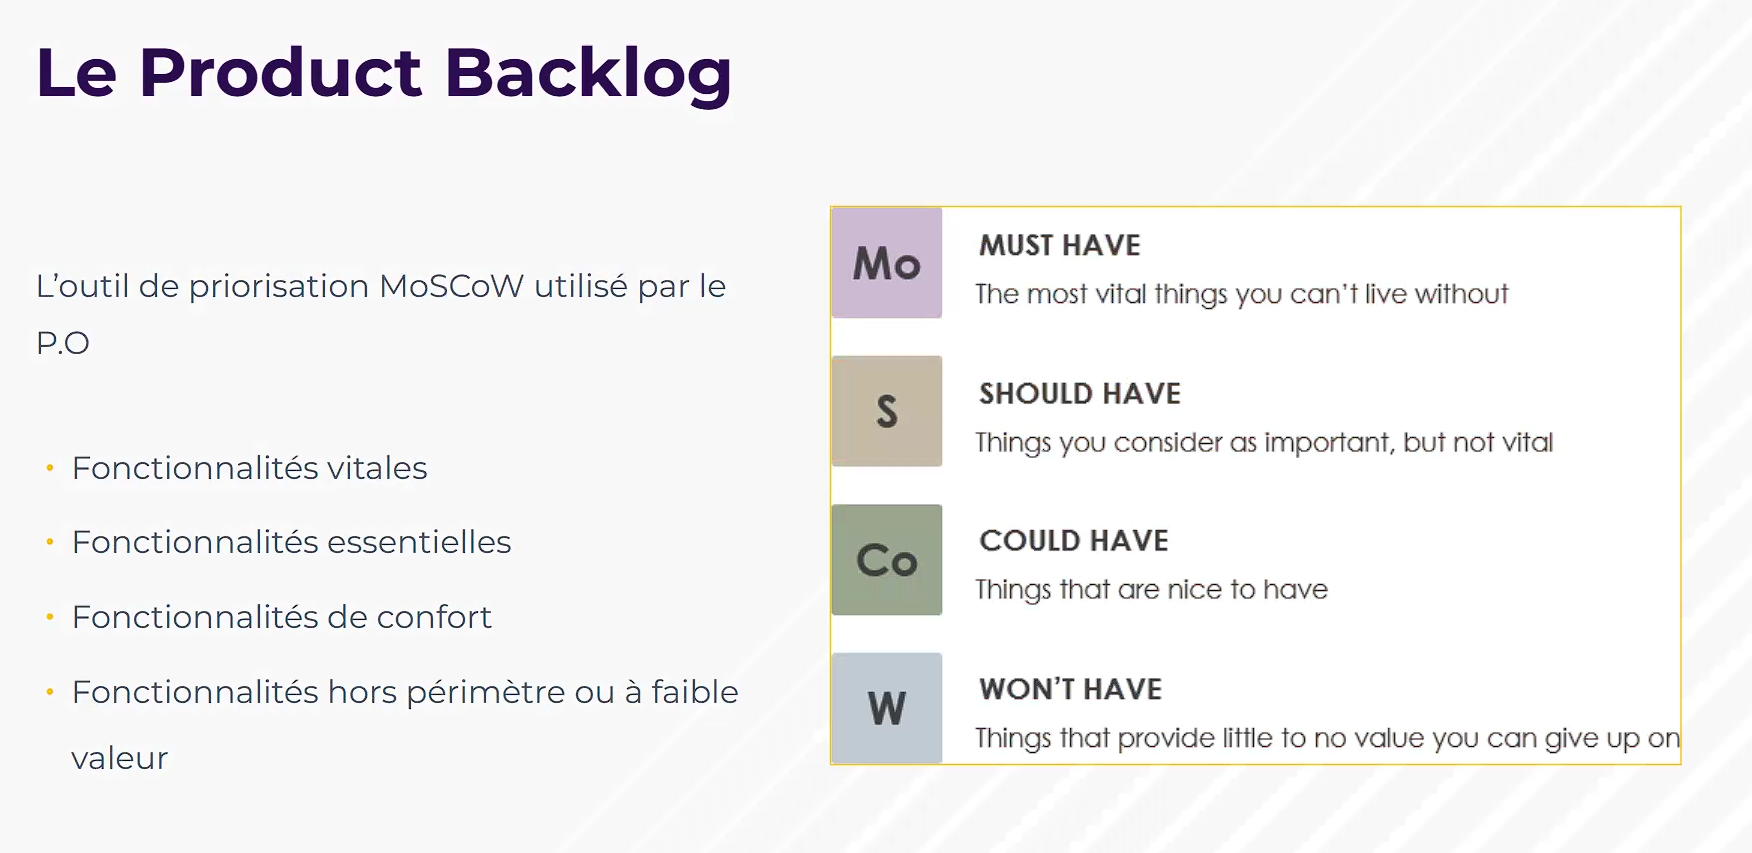 Le Product Backlog
L’outil de priorisation MoSCoW utilisé par le
P.O
• Fonctionnalités vitales
• Fonctionnalités essentielles
• Fonctionnalités de confort
• Fonctionnalités hors périmètre ou à faible
valeur
Mo
MUST HAVE
The most vital things you can’t live without
S
SHOULD HAVE
Things you consider as important, but not vital
Co
COULD HAVE
Things that are nice to have
W
WON’T HAVE
Things that provide little to no value you can give up on